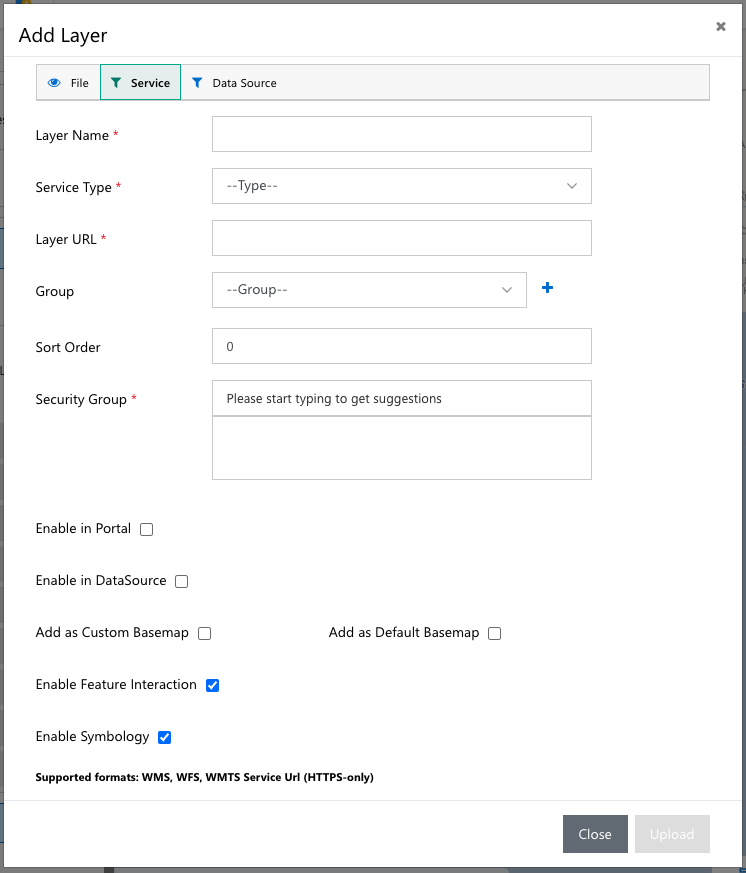 Add Layer
File Service Data Source
Layer Name *
Service Type * --Type--
Layer URL *
Group --Group--
Sort Order 0
Security Group * Please start typing to get suggestions
Enable in Portal
Enable in DataSource
Add as Custom Basemap Add as Default Basemap
Enable Feature Interaction
Enable Symbology
Supported formats: WMS, WFS, WMTS Service Url (HTTPS-only)
Close Upload